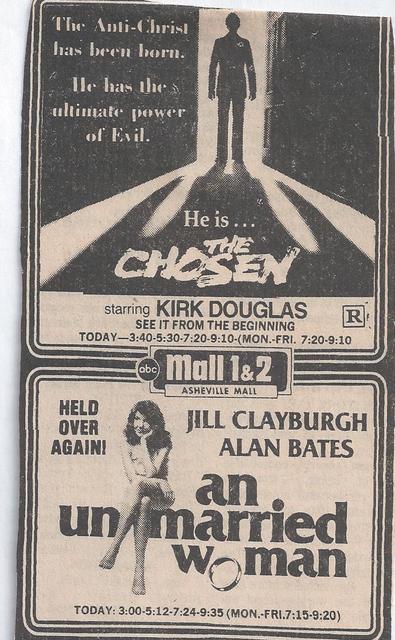 The Anti-Christ
has been born.
He has the
ultimate power
of Evil.
He is...
THE
CHOSEN
starring KIRK DOUGLAS
SEE IT FROM THE BEGINNING
R
TODAY—3:40-5:30-7:20-9:10-(MON.-FRI. 7:20-9:10
abc Mall 1&2
ASHEVILLE MALL
HELD
OVER
AGAIN!
JILL CLAYBURGH
ALAN BATES
an
unmarried
woman
TODAY: 3:00-5:12-7:24-9:35 (MON.-FRI.7:15-9:20)